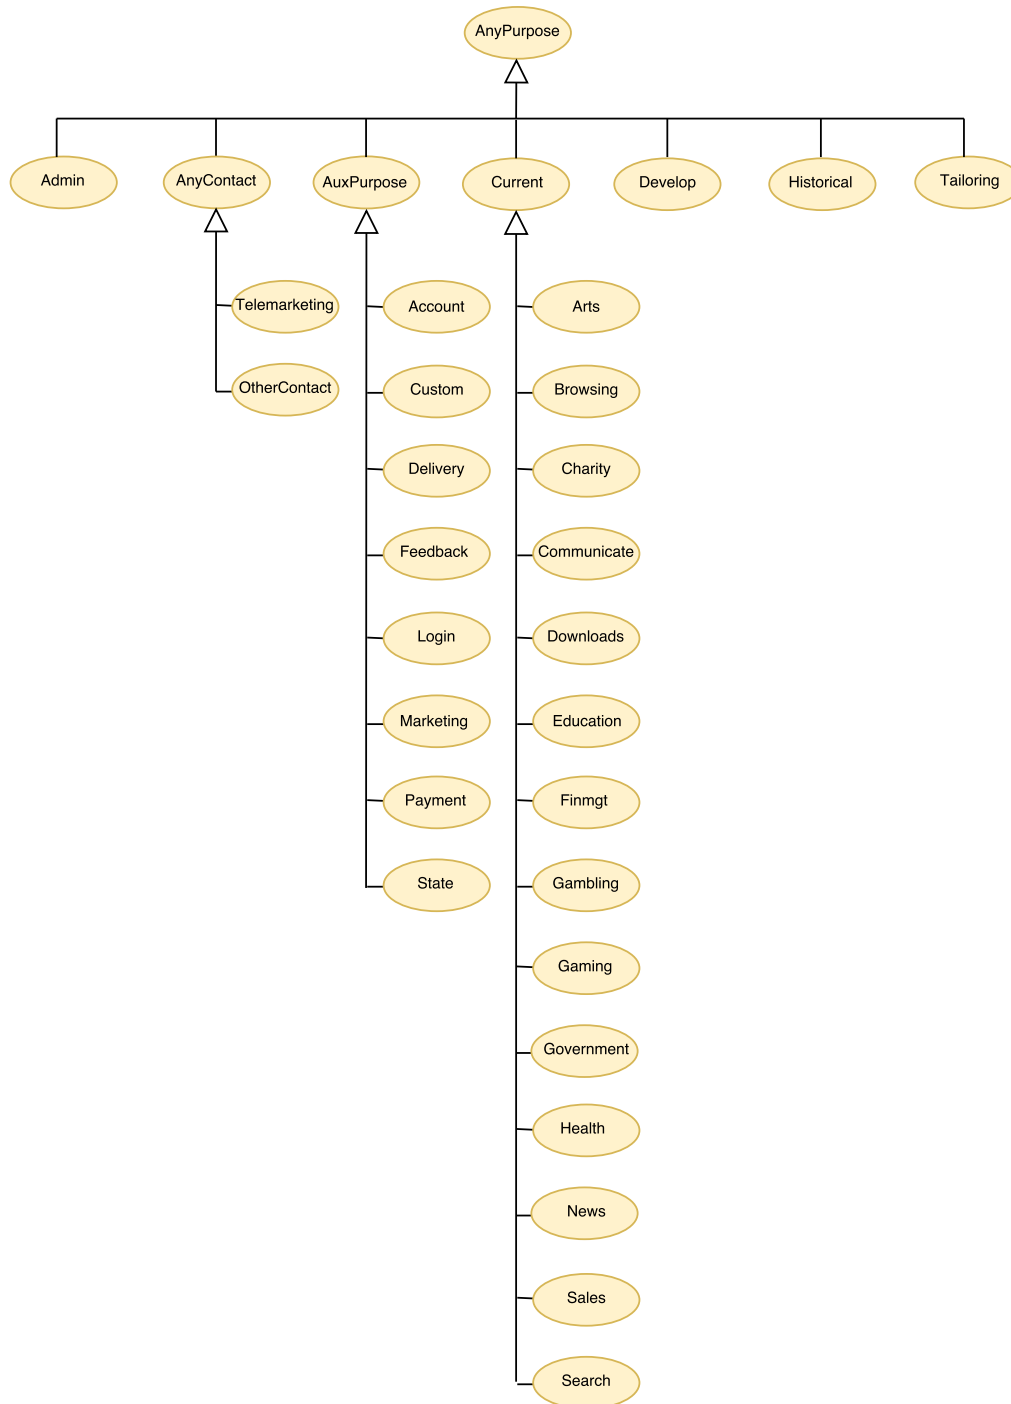 AnyPurpose
Admin
AnyContact
AuxPurpose
Current
Develop
Historical
Tailoring
Telemarketing
Account
Arts
OtherContact
Custom
Browsing
Delivery
Charity
Feedback
Communicate
Login
Downloads
Marketing
Education
Payment
Finmgt
State
Gambling
Gaming
Government
Health
News
Sales
Search